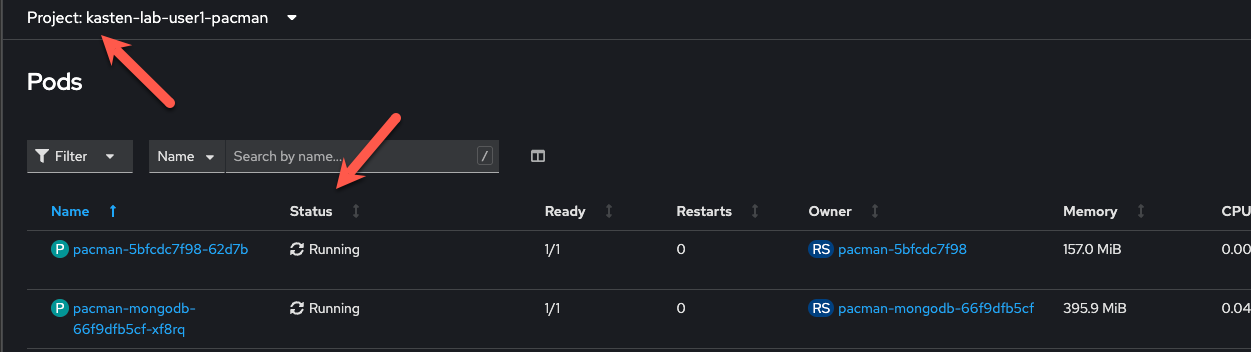 Project: kasten-lab-user1-pacman
Pods
Filter Name Search by name... /
Name Status Ready Restarts Owner Memory CPU
P pacman-5bfcdc7f98-62d7b Running 1/1 0 RS pacman-5bfcdc7f98 157.0 MiB 0.00
P pacman-mongodb- Running 1/1 0 RS pacman-mongodb-66f9dfb5cf 395.9 MiB 0.04
66f9dfb5cf-xf8rq